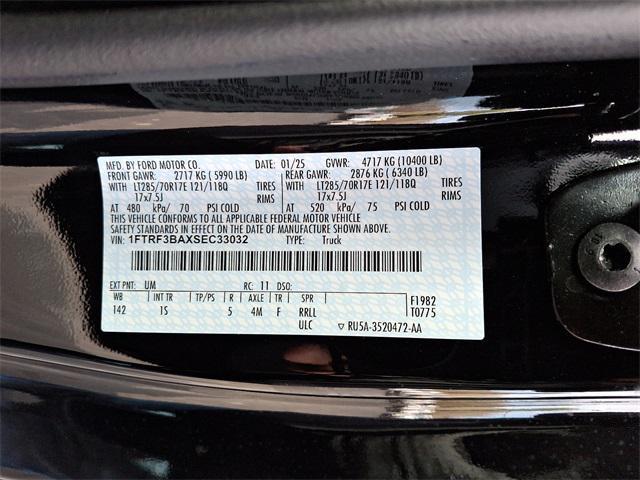 MFD. BY FORD MOTOR CO. DATE: 01/25 GVWR: 4717 KG (10400 LB)
FRONT GAWR: 2717 KG ( 5990 LB) REAR GAWR: 2876 KG ( 6340 LB)
WITH LT285/70R17E 121/118Q TIRES WITH LT285/70R17E 121/118Q TIRES
17x7.5J RIMS 17x7.5J RIMS
AT 480 kPa/ 70 PSI COLD AT 520 kPa/ 75 PSI COLD
THIS VEHICLE CONFORMS TO ALL APPLICABLE FEDERAL MOTOR VEHICLE
SAFETY STANDARDS IN EFFECT ON THE DATE OF MANUFACTURE SHOWN ABOVE.
VIN: 1FTRF3BAXSEC33032 TYPE: Truck
EXT PNT: UM RC: 11 DSO:
WB INT TR TP/PS R AXLE TR SPR F1982
142 1S 5 4M F RRLL T0775
ULC ▽ RU5A-3520472-AA